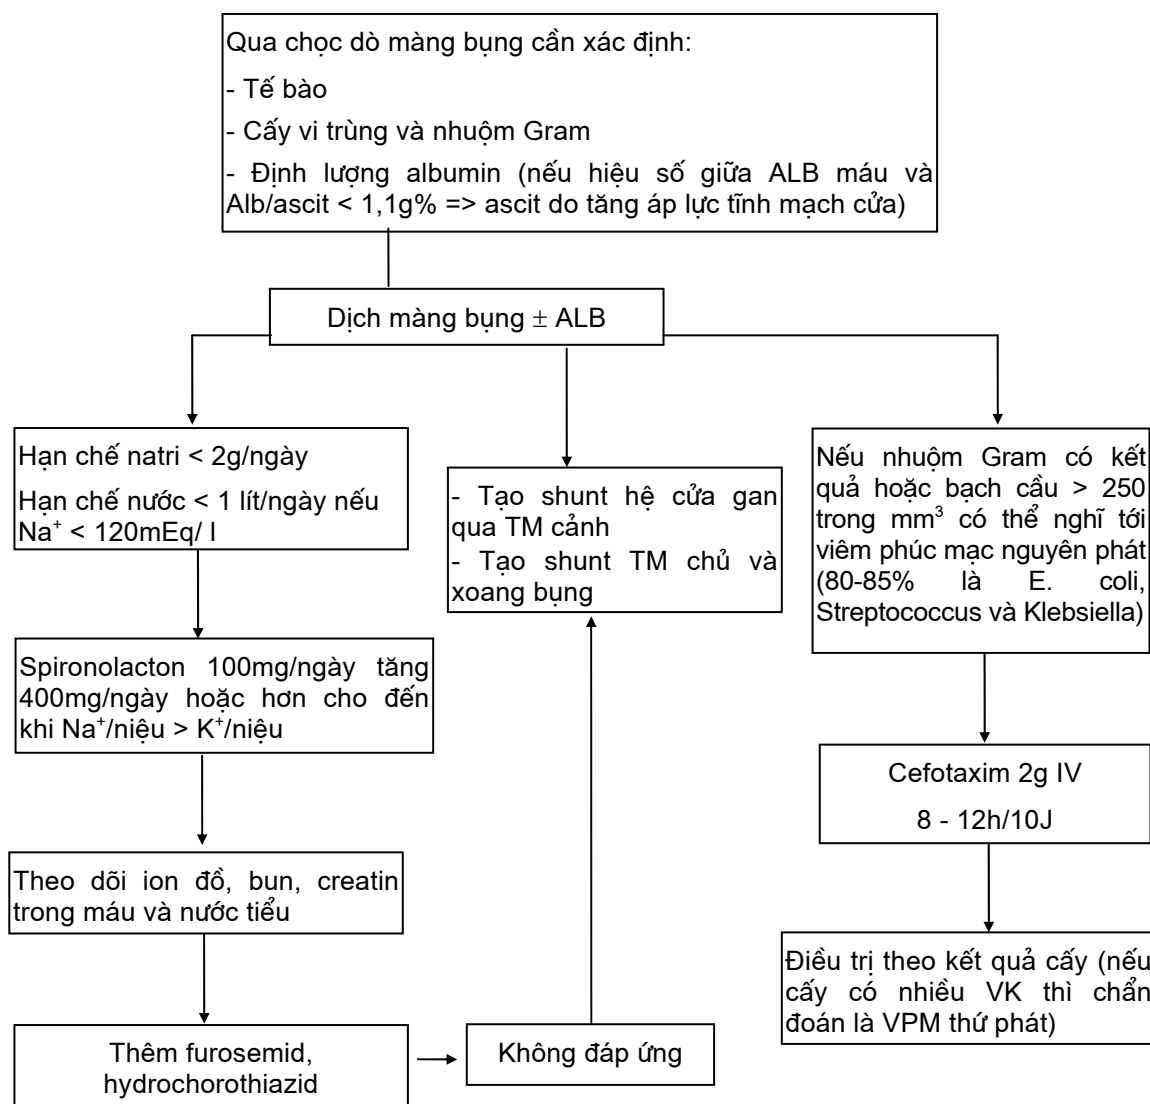 Qua chọc dò màng bụng cần xác định:
- Tế bào
- Cấy vi trùng và nhuộm Gram
- Định lượng albumin (nếu hiệu số giữa ALB máu và
Alb/ascit < 1,1g% => ascit do tăng áp lực tĩnh mạch cửa)
Dịch màng bụng ± ALB
Hạn chế natri < 2g/ngày
Hạn chế nước < 1 lít/ngày nếu
Na⁺ < 120mEq/ l
Spironolacton 100mg/ngày tăng
400mg/ngày hoặc hơn cho đến
khi Na⁺/niệu > K⁺/niệu
Theo dõi ion đồ, bun, creatin
trong máu và nước tiểu
Thêm furosemid,
hydrochorothiazid
Không đáp ứng
- Tạo shunt hệ cửa gan
qua TM cảnh
- Tạo shunt TM chủ và
xoang bụng
Nếu nhuộm Gram có kết
quả hoặc bạch cầu > 250
trong mm³ có thể nghĩ tới
viêm phúc mạc nguyên phát
(80-85% là E. coli,
Streptococcus và Klebsiella)
Cefotaxim 2g IV
8 - 12h/10J
Điều trị theo kết quả cấy (nếu
cấy có nhiều VK thì chẩn
đoán là VPM thứ phát)